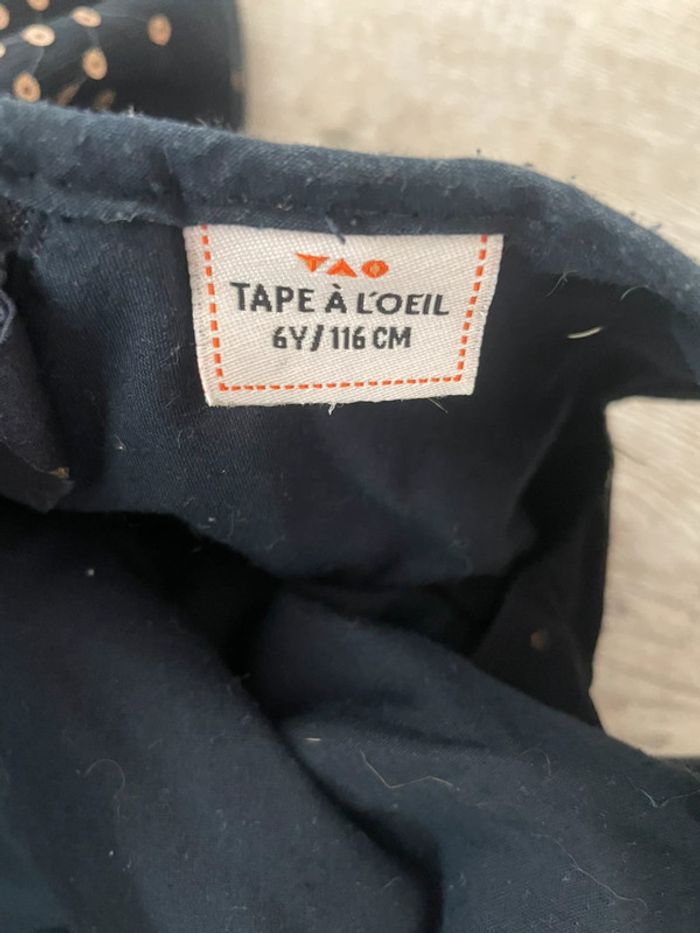 TAO
TAPE À L'OEIL
6Y/116 CM